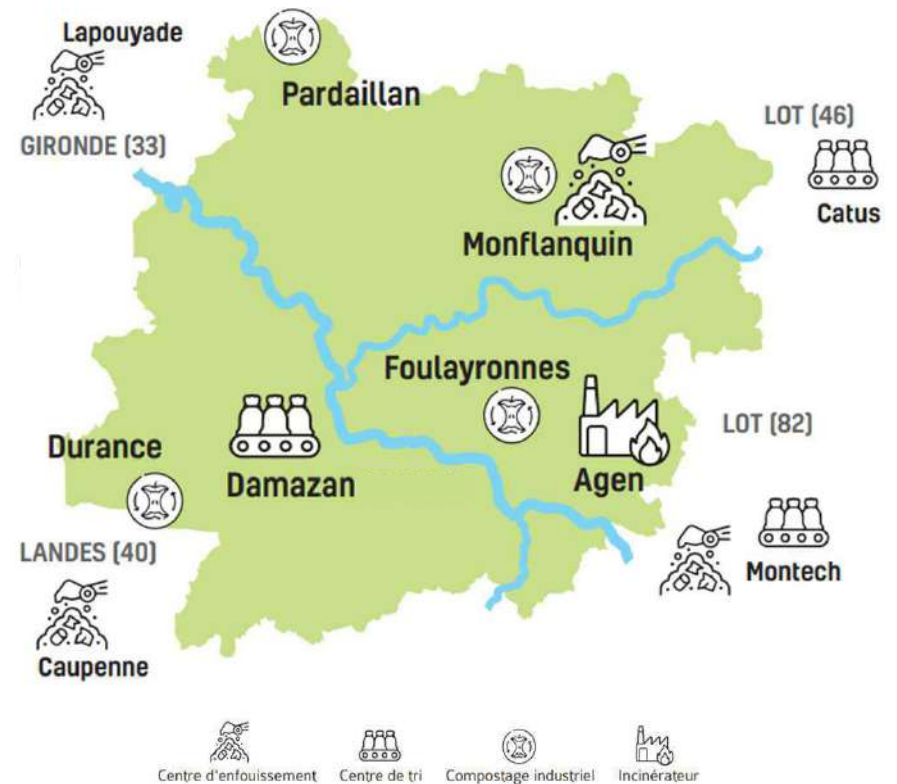 Lapouyade
GIRONDE (33)
Pardaillan
LOT (46)
Catus
Monflanquin
Foulayronnes
LOT (82)
Durance
Damazan
Agen
LANDES (40)
Montech
Caupenne
Centre d'enfouissement
Centre de tri
Compostage industriel
Incinérateur